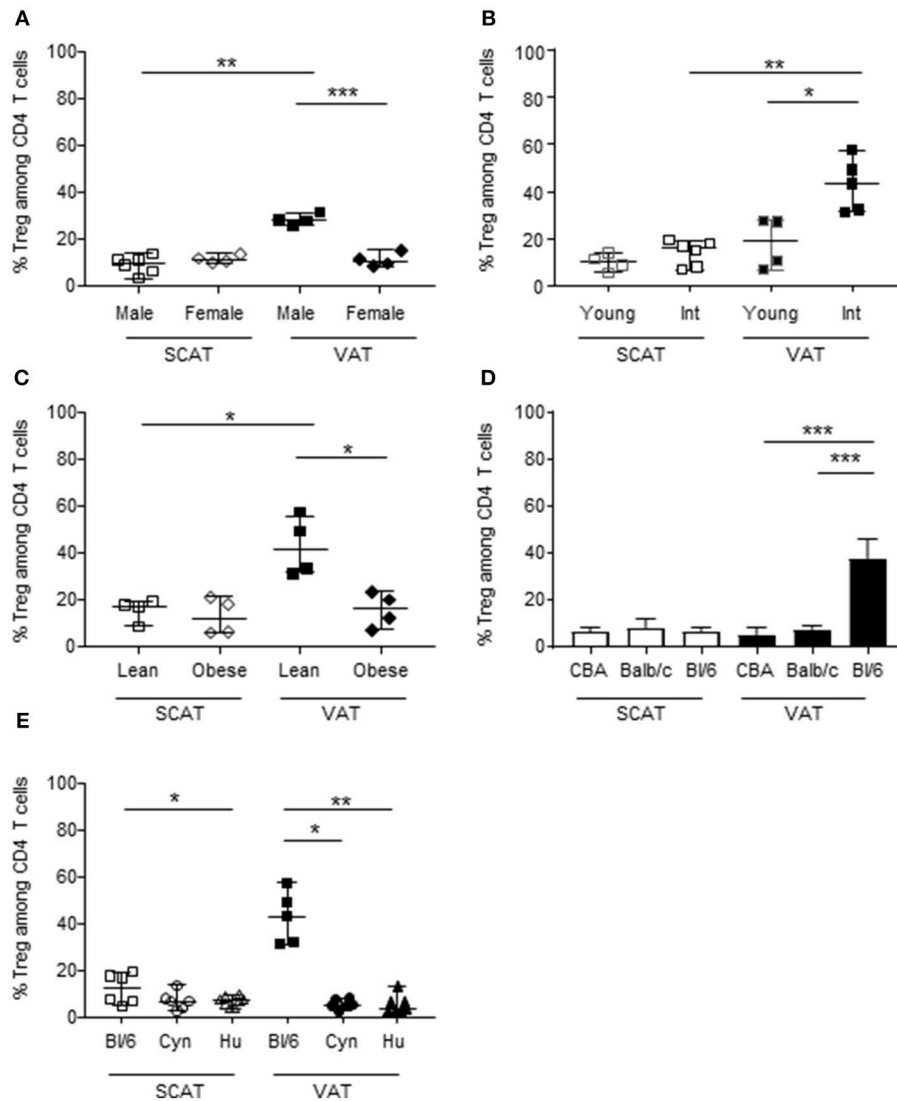 A
% Treg among CD4 T cells
100
80
60
40
20
0
** ***
Male Female Male Female
SCAT VAT
B
% Treg among CD4 T cells
100
80
60
40
20
0
** *
Young Int Young Int
SCAT VAT
C
% Treg among CD4 T cells
100
80
60
40
20
0
* *
Lean Obese Lean Obese
SCAT VAT
D
% Treg among CD4 T cells
100
80
60
40
20
0
*** ***
CBA Balb/c Bl/6 CBA Balb/c Bl/6
SCAT VAT
E
% Treg among CD4 T cells
100
80
60
40
20
0
* ** *
Bl/6 Cyn Hu Bl/6 Cyn Hu
SCAT VAT